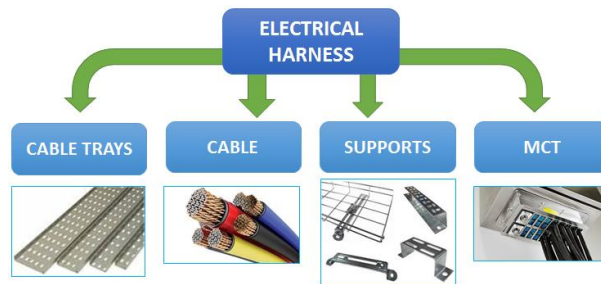 ELECTRICAL
HARNESS
CABLE TRAYS
CABLE
SUPPORTS
MCT